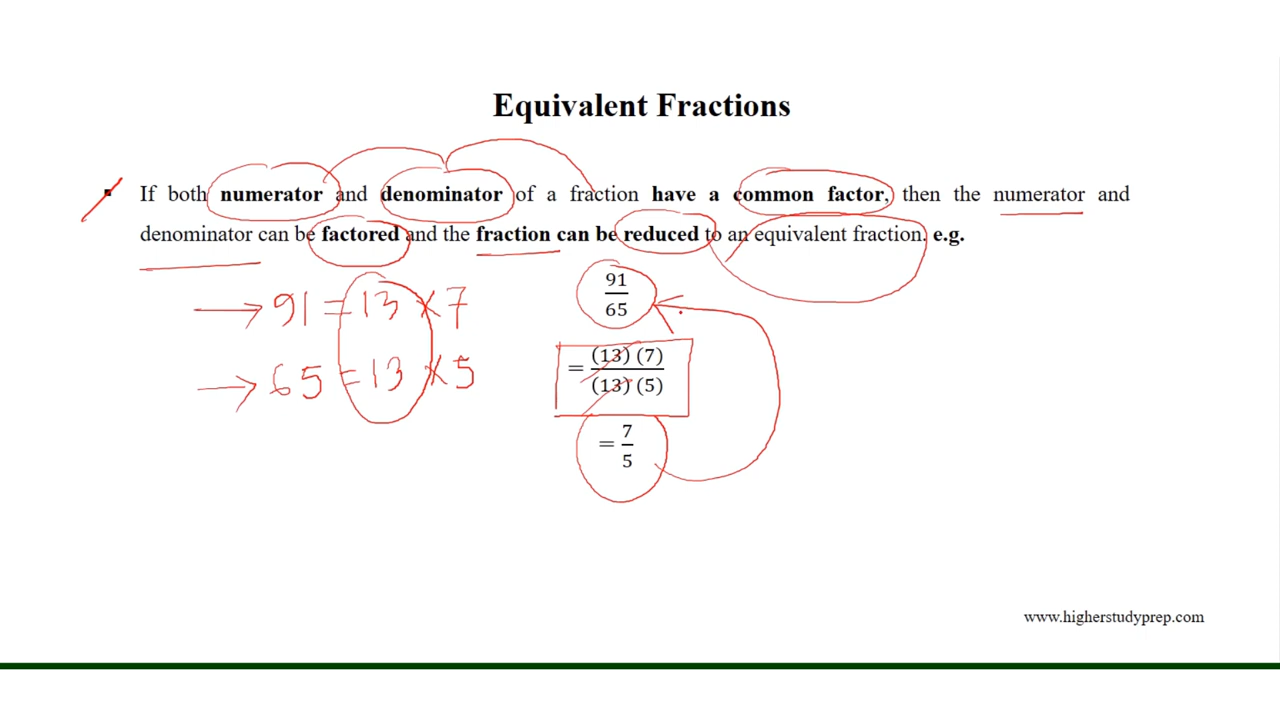 Equivalent Fractions
▪ If both numerator and denominator of a fraction have a common factor, then the numerator and
denominator can be factored and the fraction can be reduced to an equivalent fraction. e.g.
→ 91 = 13 × 7
→ 65 = 13 × 5
91
65
= (13) (7)
(13) (5)
= 7
5
www.higherstudyprep.com